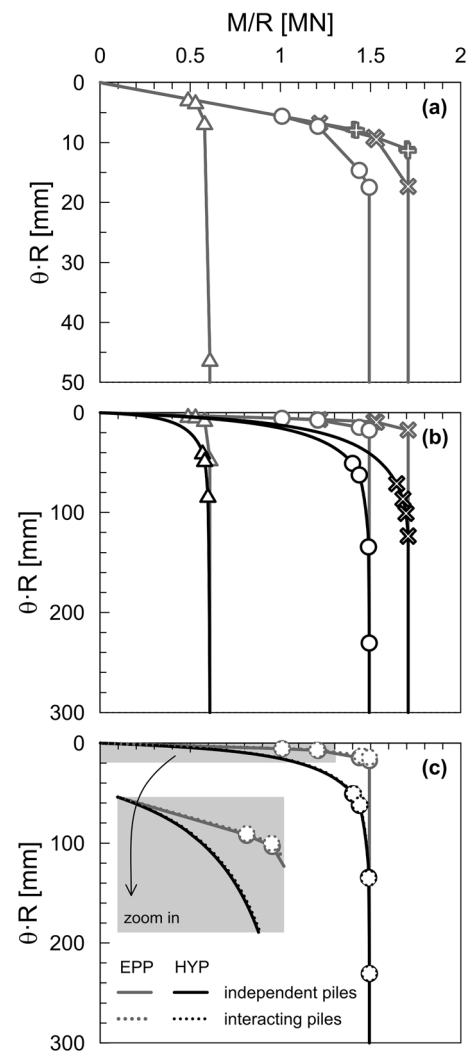 M/R [MN]
0 0.5 1 1.5 2
(a)
0
10
20
30
40
50
θ·R [mm]
(b)
0
100
200
300
θ·R [mm]
(c)
0
100
200
300
θ·R [mm]
zoom in
EPP HYP
independent piles
interacting piles